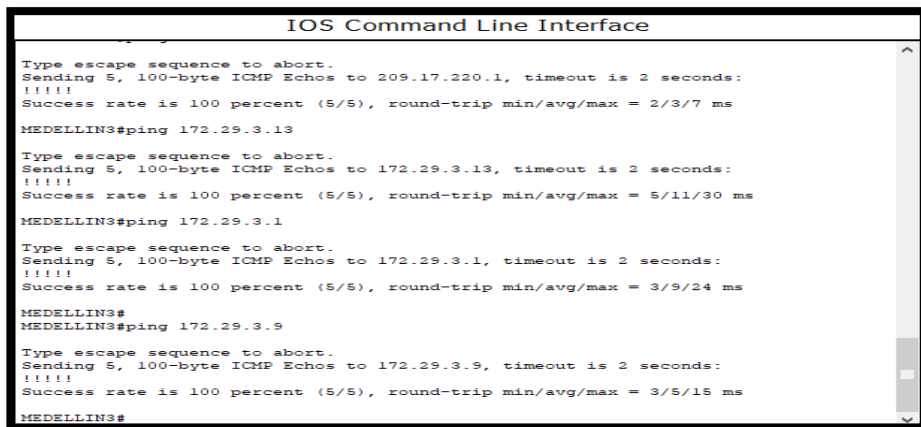 IOS Command Line Interface
Type escape sequence to abort.
Sending 5, 100-byte ICMP Echos to 209.17.220.1, timeout is 2 seconds:
!!!!!
Success rate is 100 percent (5/5), round-trip min/avg/max = 2/3/7 ms
MEDELLIN3#ping 172.29.3.13
Type escape sequence to abort.
Sending 5, 100-byte ICMP Echos to 172.29.3.13, timeout is 2 seconds:
!!!!!
Success rate is 100 percent (5/5), round-trip min/avg/max = 5/11/30 ms
MEDELLIN3#ping 172.29.3.1
Type escape sequence to abort.
Sending 5, 100-byte ICMP Echos to 172.29.3.1, timeout is 2 seconds:
!!!!!
Success rate is 100 percent (5/5), round-trip min/avg/max = 3/9/24 ms
MEDELLIN3#
MEDELLIN3#ping 172.29.3.9
Type escape sequence to abort.
Sending 5, 100-byte ICMP Echos to 172.29.3.9, timeout is 2 seconds:
!!!!!
Success rate is 100 percent (5/5), round-trip min/avg/max = 3/5/15 ms
MEDELLIN3#